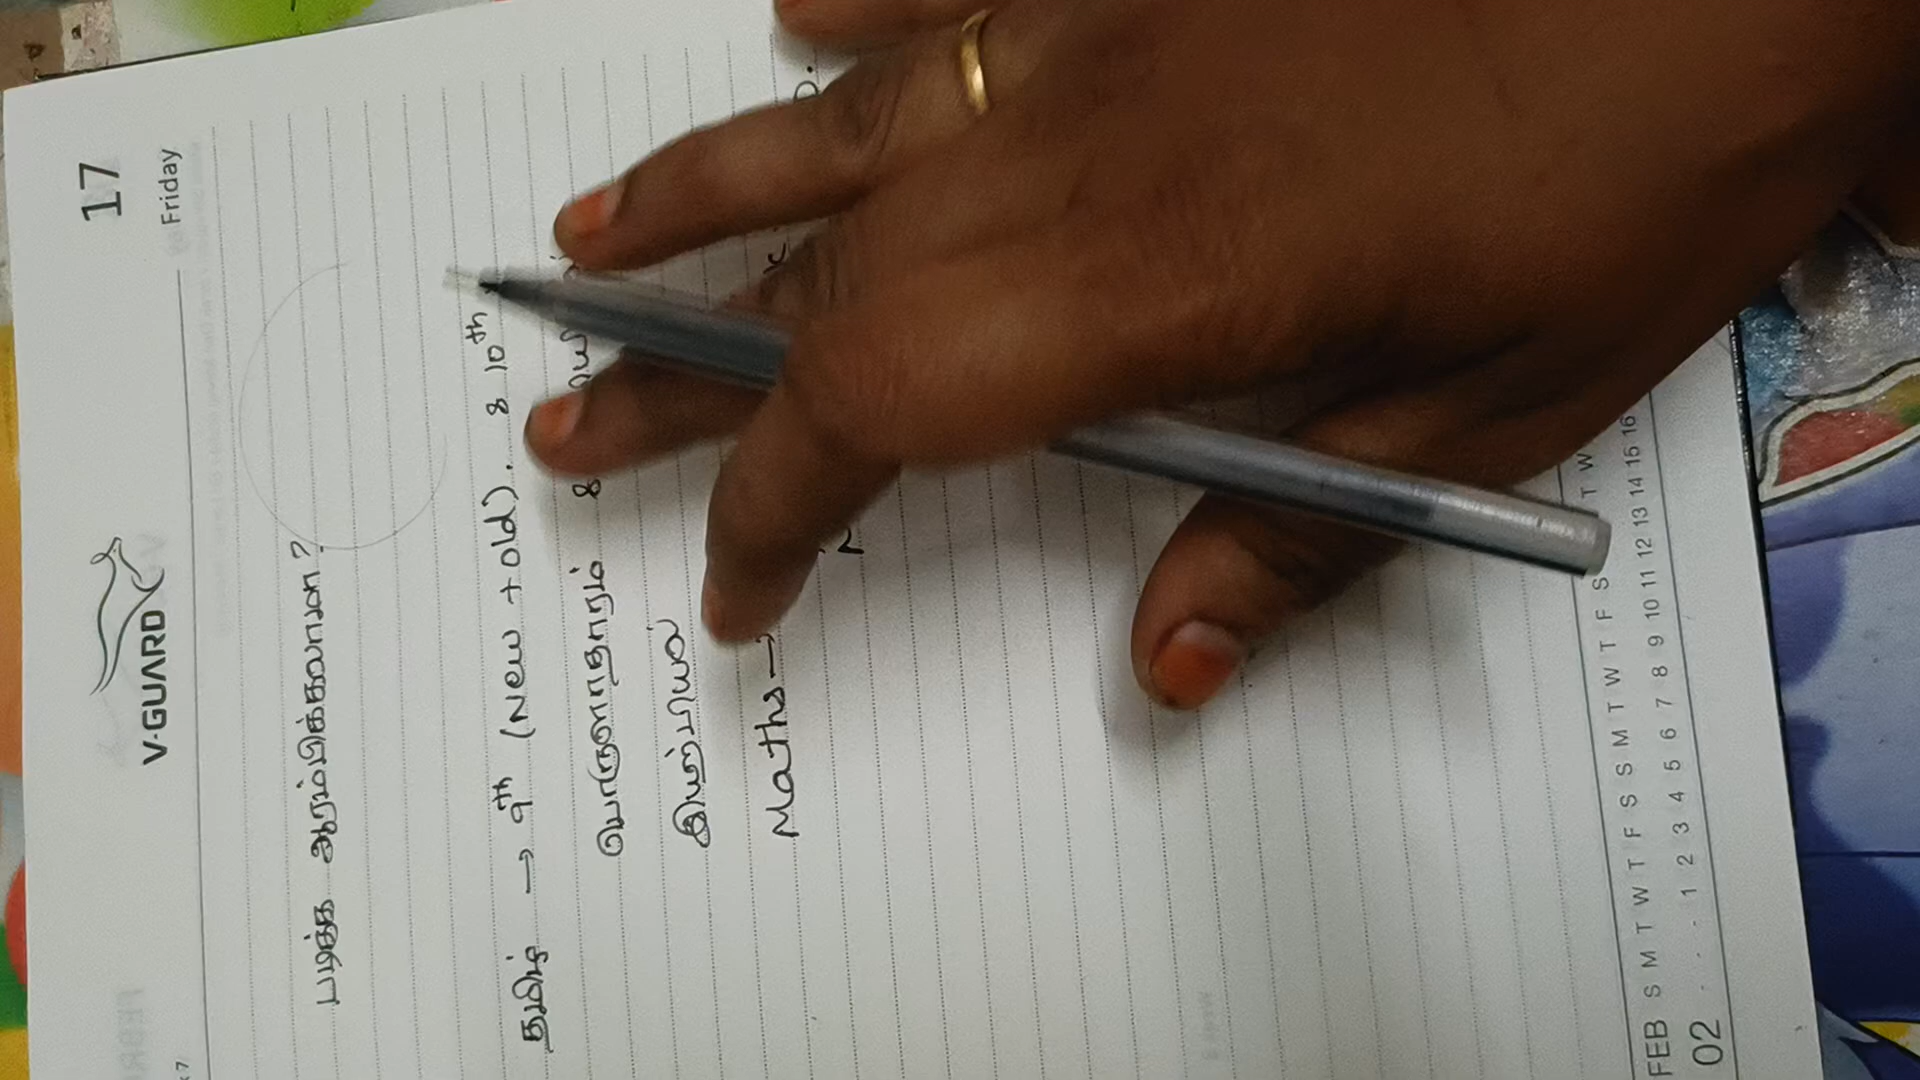 17
Friday
V-GUARD
படிக்க ஆரம்பிக்கலாமா?
தமிழ் → 9th (New + old). & 10th
பொருளாதாரம் &
இயற்பியல்
Maths →
FEB S M T W T F S S M T W T F S T W
02 - - - 1 2 3 4 5 6 7 8 9 10 11 12 13 14 15 16